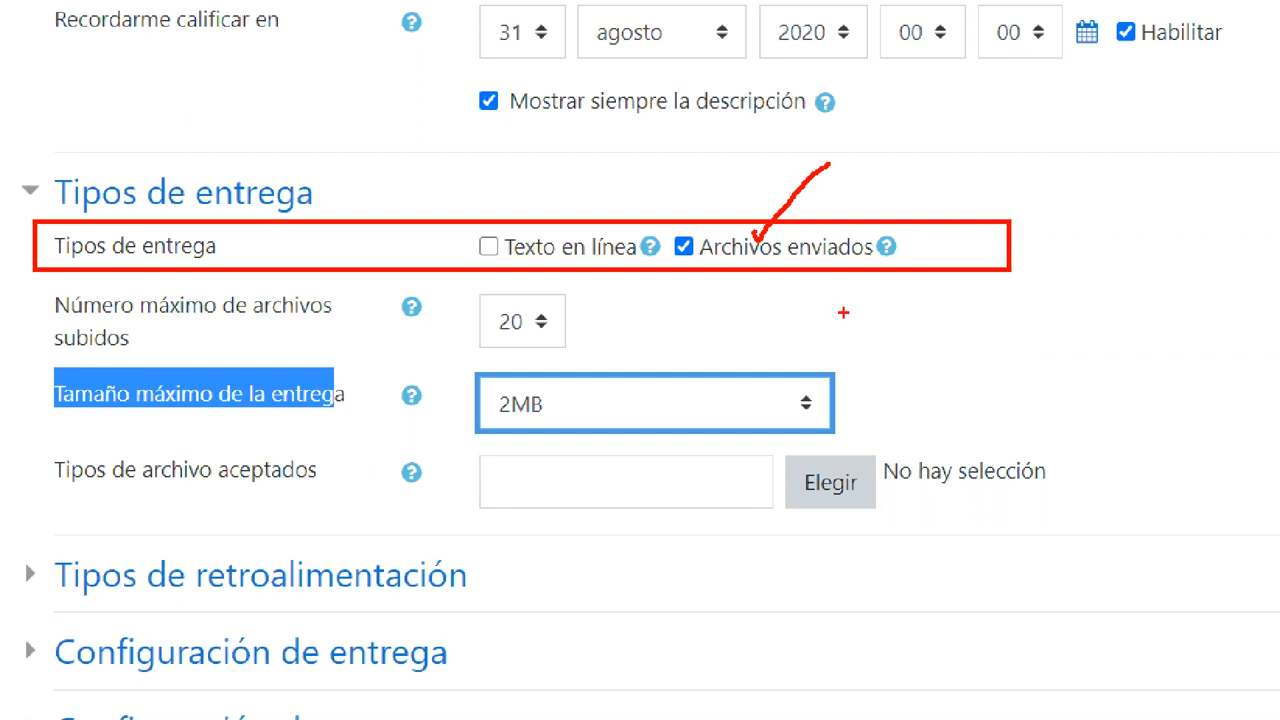 Recordarme calificar en
31 agosto 2020 00 00 Habilitar
Mostrar siempre la descripción
Tipos de entrega
Tipos de entrega Texto en línea Archivos enviados
Número máximo de archivos
subidos
20
Tamaño máximo de la entrega
2MB
Tipos de archivo aceptados
Elegir No hay selección
Tipos de retroalimentación
Configuración de entrega